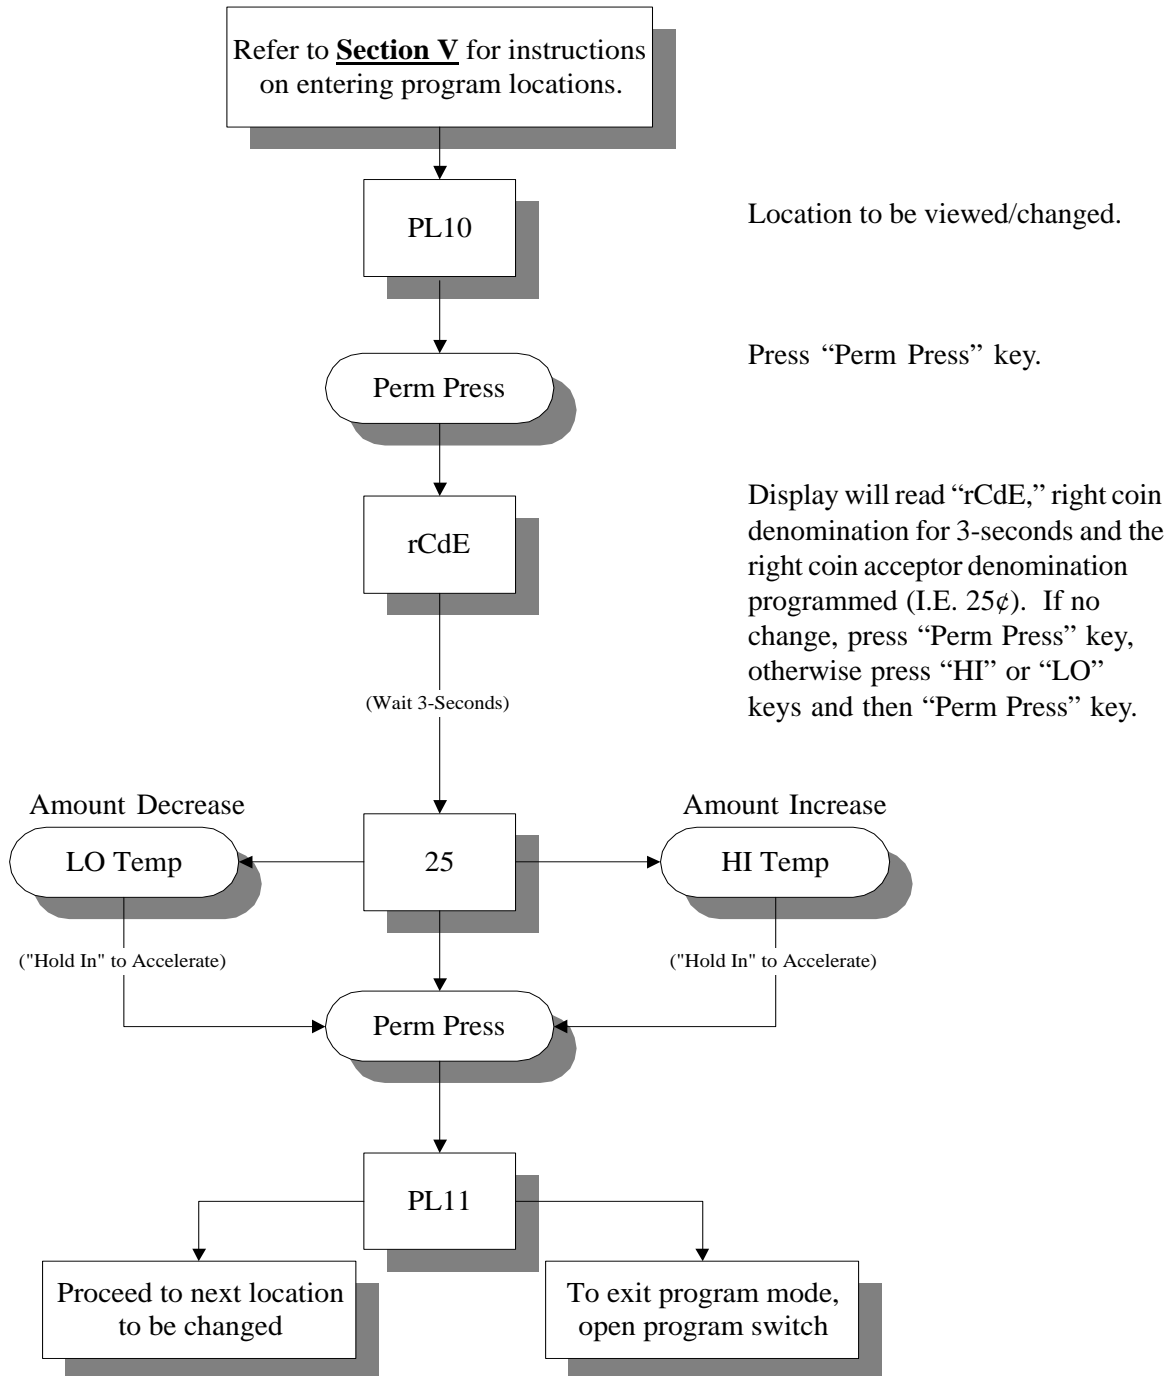 Refer to Section V for instructions
on entering program locations.
PL10
Location to be viewed/changed.
Perm Press
Press “Perm Press” key.
rCdE
Display will read “rCdE,” right coin
denomination for 3-seconds and the
right coin acceptor denomination
programmed (I.E. 25¢). If no
change, press “Perm Press” key,
otherwise press “HI” or “LO”
keys and then “Perm Press” key.
(Wait 3-Seconds)
Amount Decrease
LO Temp
25
Amount Increase
HI Temp
("Hold In" to Accelerate)
("Hold In" to Accelerate)
Perm Press
PL11
Proceed to next location
to be changed
To exit program mode,
open program switch